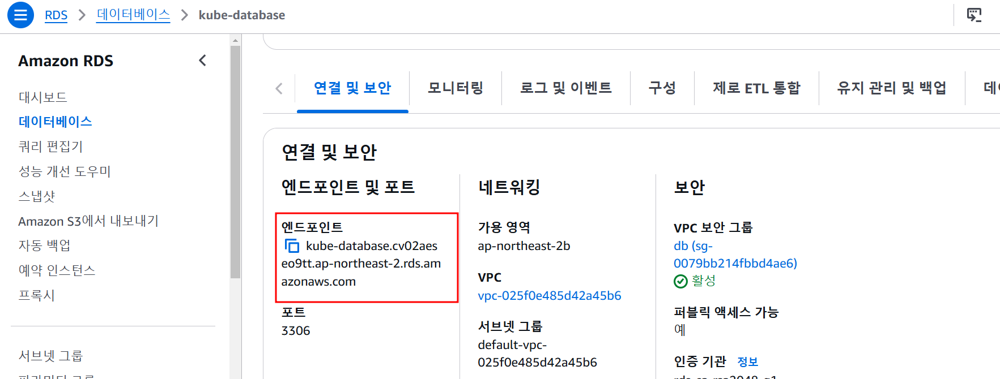 RDS > 데이터베이스 > kube-database
Amazon RDS
대시보드
데이터베이스
쿼리 편집기
성능 개선 도우미
스냅샷
Amazon S3에서 내보내기
자동 백업
예약 인스턴스
프록시
서브넷 그룹
연결 및 보안
모니터링
로그 및 이벤트
구성
제로 ETL 통합
유지 관리 및 백업
연결 및 보안
엔드포인트 및 포트
엔드포인트
kube-database.cv02aes
eo9tt.ap-northeast-2.rds.am
azonaws.com
포트
3306
네트워킹
가용 영역
ap-northeast-2b
VPC
vpc-025f0e485d42a45b6
서브넷 그룹
default-vpc-
025f0e485d42a45b6
보안
VPC 보안 그룹
db (sg-
0079bb214fbbd4ae6)
활성
퍼블릭 액세스 가능
예
인증 기관 정보